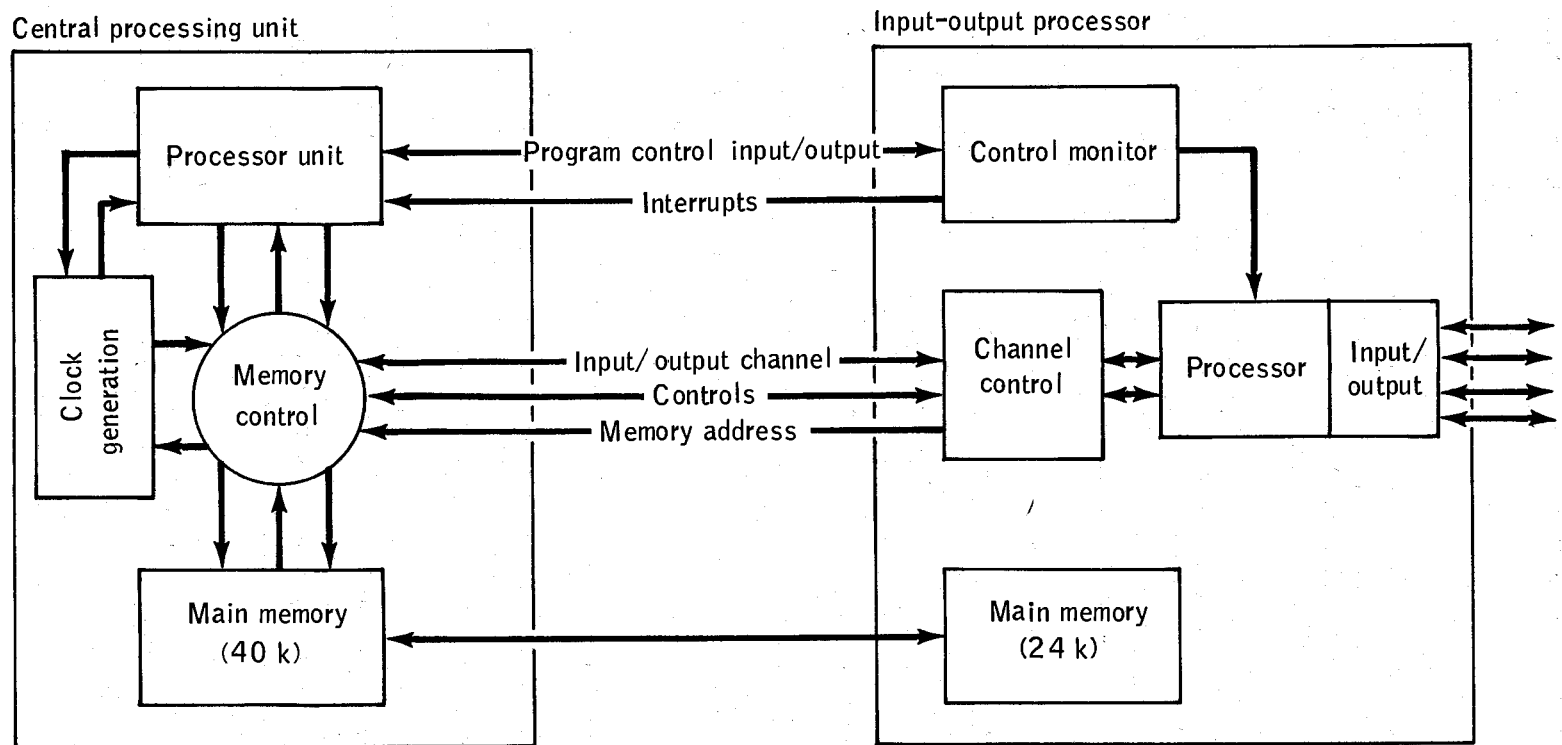 Central processing unit
Input-output processor
Processor unit
Program control input/output
Control monitor
Interrupts
Clock
generation
Memory
control
Input/output channel
Controls
Memory address
Channel
control
Processor
Input/
output
Main memory
(40 k)
Main memory
(24 k)